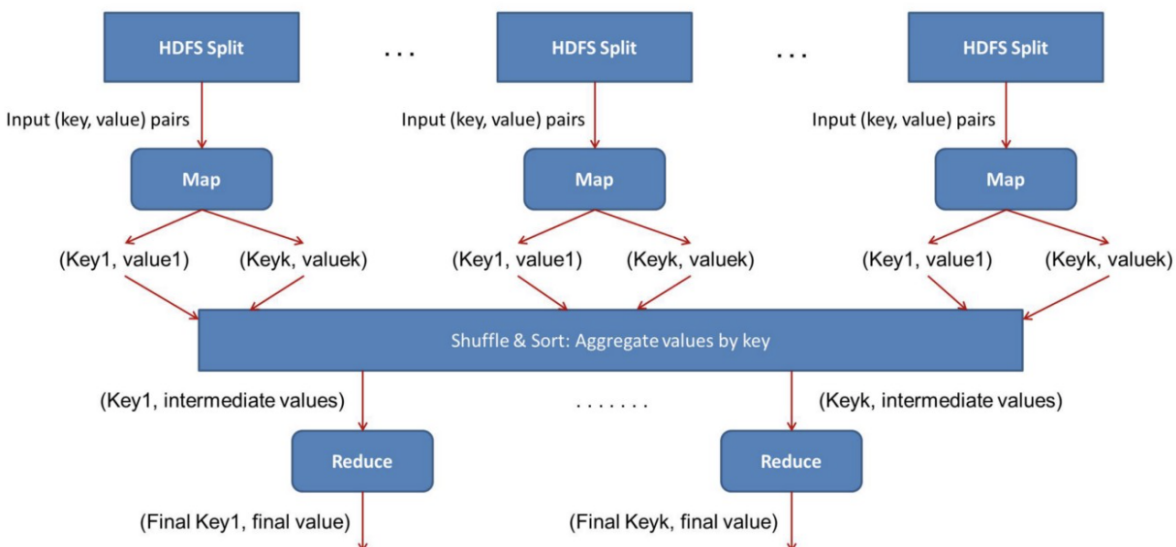 HDFS Split
. . .
HDFS Split
. . .
HDFS Split
Input (key, value) pairs
Input (key, value) pairs
Input (key, value) pairs
Map
Map
Map
(Key1, value1)
(Keyk, valuek)
(Key1, value1)
(Keyk, valuek)
(Key1, value1)
(Keyk, valuek)
Shuffle & Sort: Aggregate values by key
(Key1, intermediate values)
. . . . . . .
(Keyk, intermediate values)
Reduce
Reduce
(Final Key1, final value)
(Final Keyk, final value)